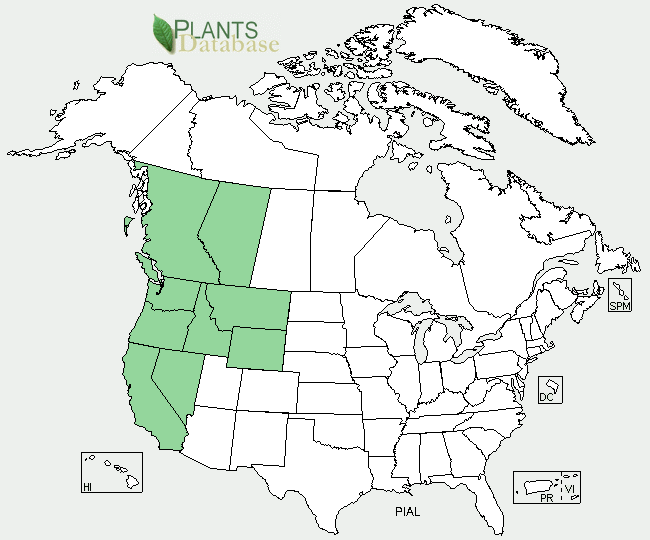 PLANTS
Database
SPM
DC
HI
PR
VI
PIAL